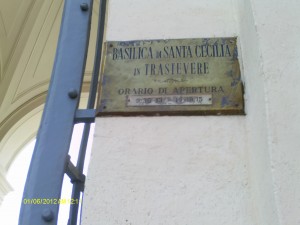 BASILICA DI SANTA CECILIA
IN TRASTEVERE
ORARIO DI APERTURA
01/06/2012